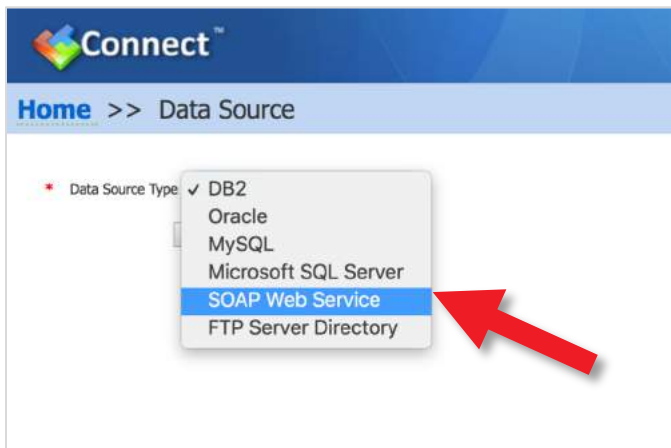 Connect™
Home >> Data Source
* Data Source Type ✓ DB2
Oracle
MySQL
Microsoft SQL Server
SOAP Web Service
FTP Server Directory